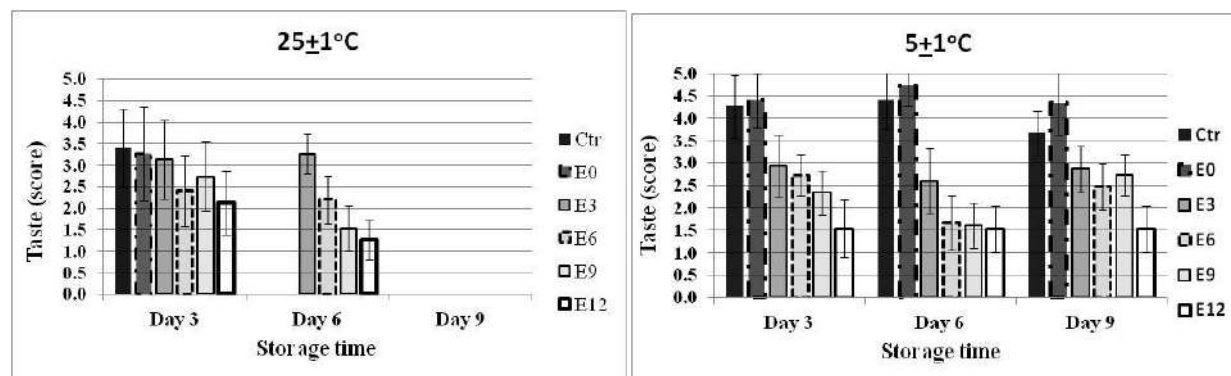 25±1°C
Taste (score)
5.0
4.5
4.0
3.5
3.0
2.5
2.0
1.5
1.0
0.5
0.0
Day 3 Day 6 Day 9
Storage time
Ctr
E0
E3
E6
E9
E12
5±1°C
Taste (score)
5.0
4.5
4.0
3.5
3.0
2.5
2.0
1.5
1.0
0.5
0.0
Day 3 Day 6 Day 9
Storage time
Ctr
E0
E3
E6
E9
E12